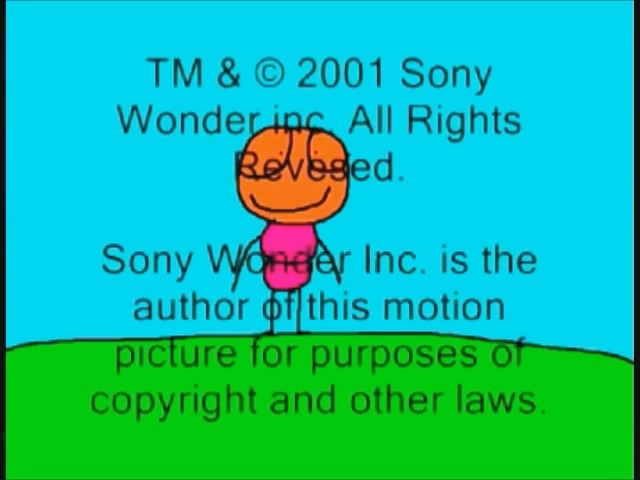 TM & © 2001 Sony
Wonder inc. All Rights
Revesed.
Sony Wonder Inc. is the
author of this motion
picture for purposes of
copyright and other laws.